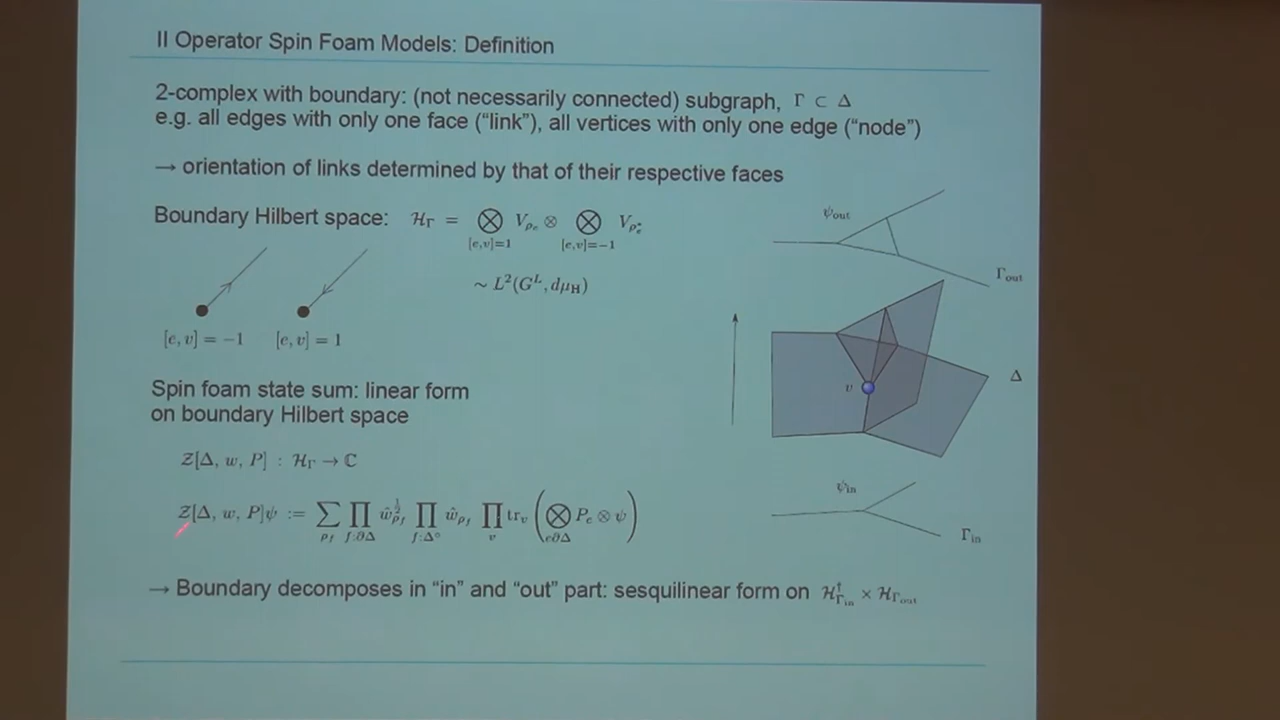 II Operator Spin Foam Models: Definition
2-complex with boundary: (not necessarily connected) subgraph, Γ ⊂ Δ
e.g. all edges with only one face (“link”), all vertices with only one edge (“node”)
→ orientation of links determined by that of their respective faces
Boundary Hilbert space: ℋ_Γ = ⊗_{[e,v]=1} V_{ρ_e} ⊗ ⊗_{[e,v]=−1} V_{ρ_e^*}
∼ L²(G^L, dμ_H)
[e, v] = −1 [e, v] = 1
ψ_out
Γ_out
Δ
v
ψ_in
Γ_in
Spin foam state sum: linear form
on boundary Hilbert space
𝒵[Δ, w, P] : ℋ_Γ → ℂ
𝒵[Δ, w, P]ψ := ∑_{ρ_f} ∏_{f:∂Δ} ŵ_{ρ_f}^{1/2} ∏_{f:Δ°} ŵ_{ρ_f} ∏_v tr_v (⊗_{e∂Δ} P_e ⊗ ψ)
→ Boundary decomposes in “in” and “out” part: sesquilinear form on ℋ†_{Γ_in} × ℋ_{Γ_out}